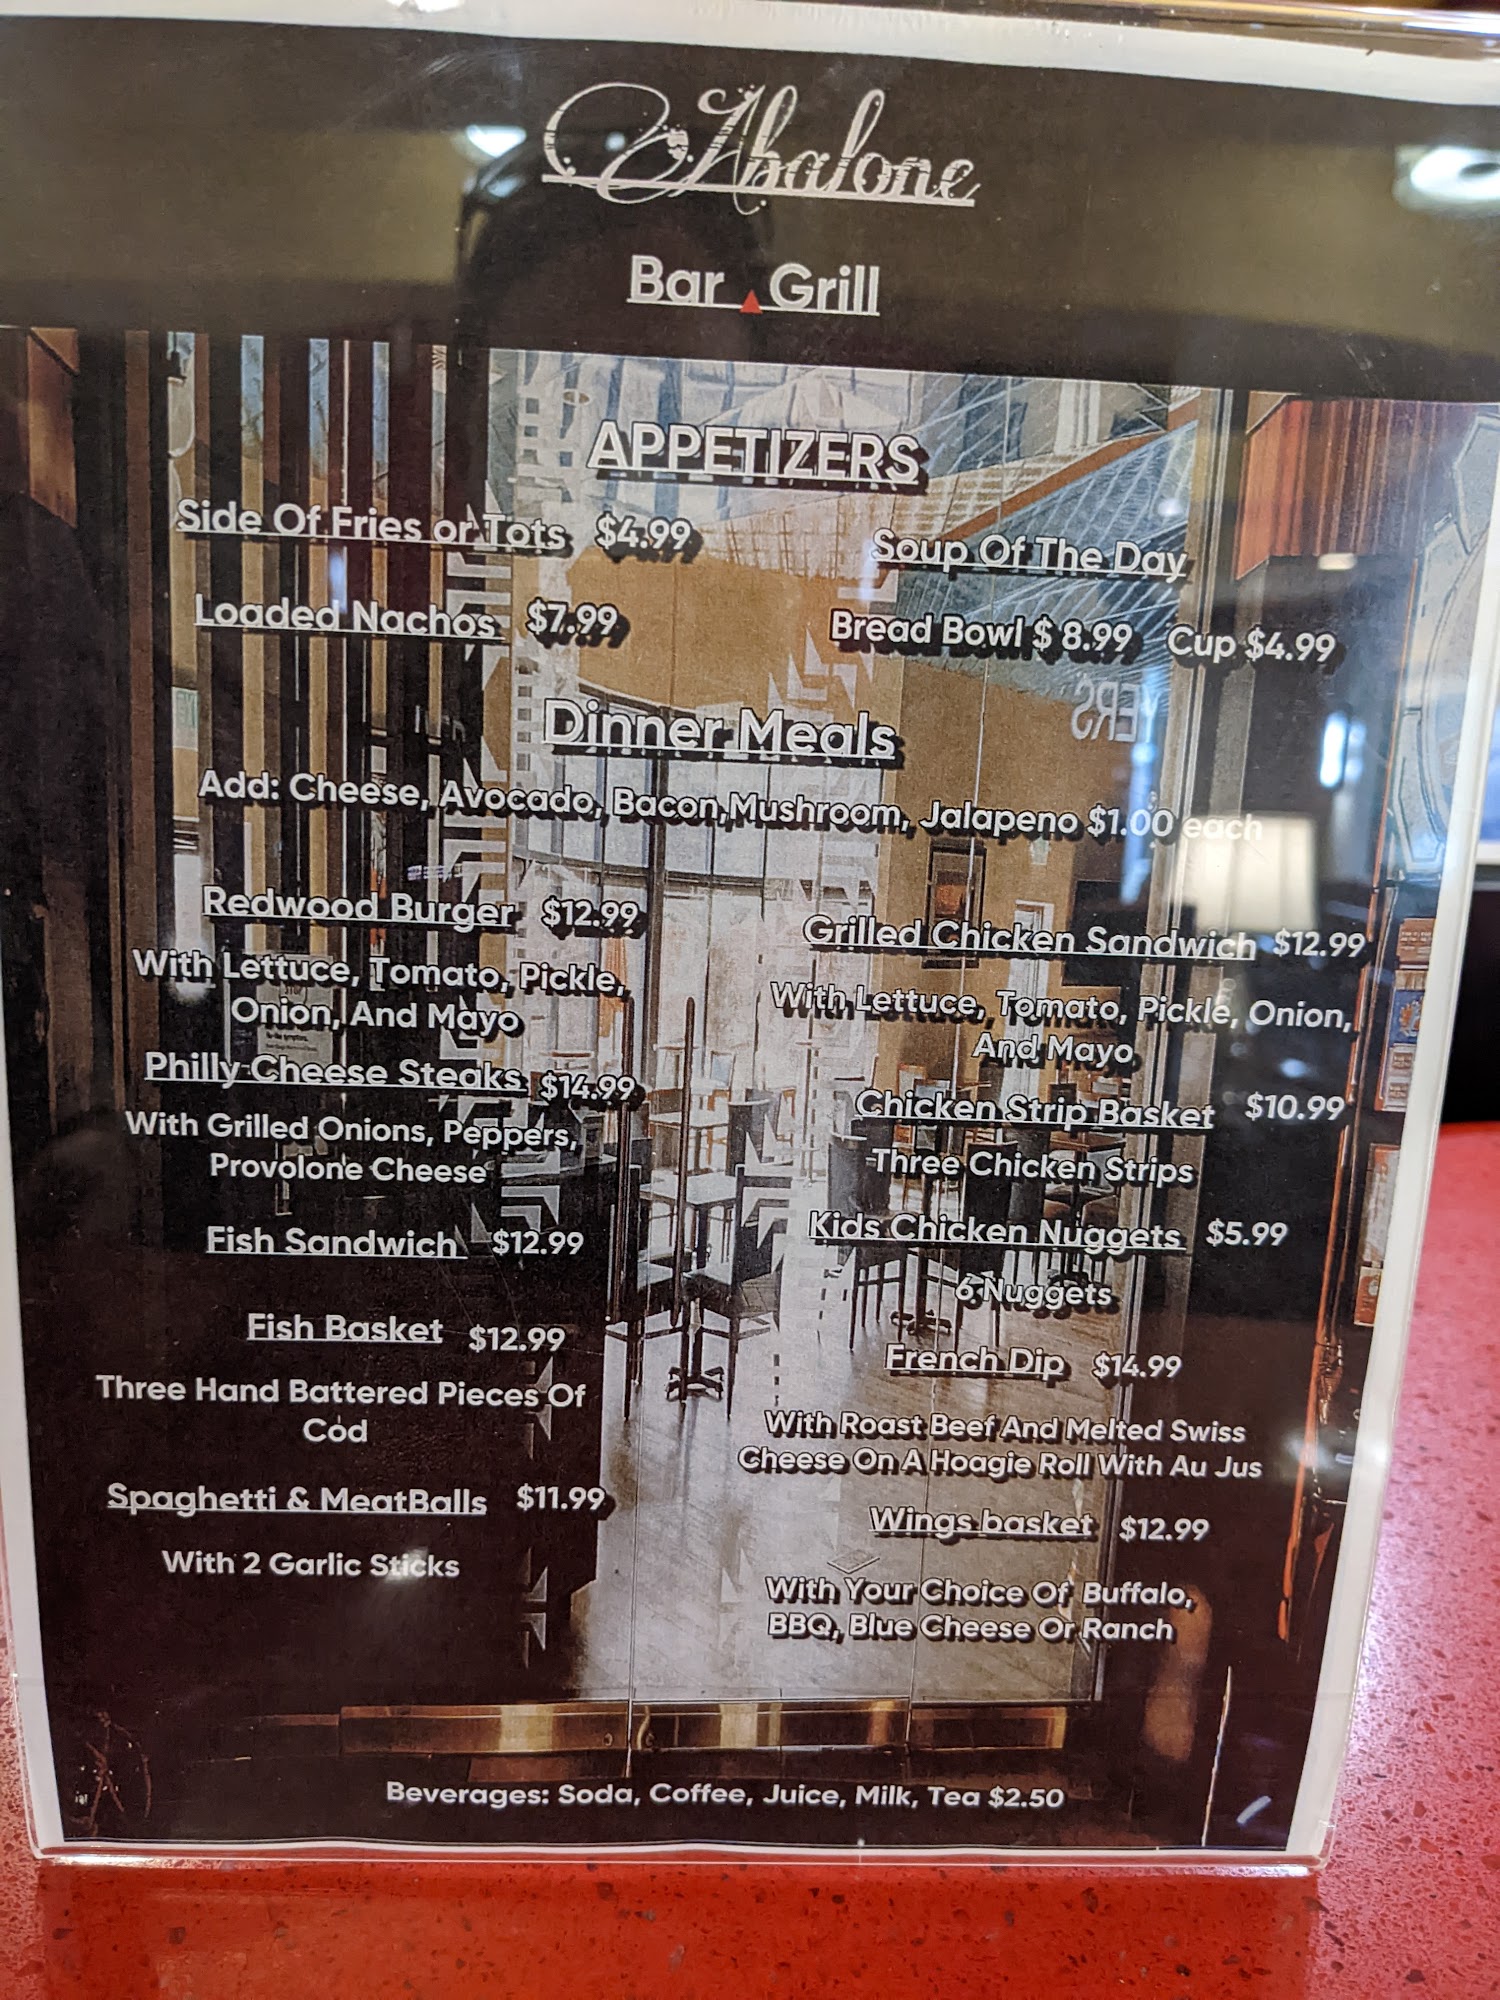 Abalone
Bar Grill
APPETIZERS
Side Of Fries or Tots $4.99
Loaded Nachos $7.99
Soup Of The Day
Bread Bowl $ 8.99 Cup $4.99
Dinner Meals
Add: Cheese, Avocado, Bacon, Mushroom, Jalapeno $1.00 each
Redwood Burger $12.99
With Lettuce, Tomato, Pickle,
Onion, And Mayo
Philly Cheese Steaks $14.99
With Grilled Onions, Peppers,
Provolone Cheese
Fish Sandwich $12.99
Fish Basket $12.99
Three Hand Battered Pieces Of
Cod
Spaghetti & MeatBalls $11.99
With 2 Garlic Sticks
Grilled Chicken Sandwich $12.99
With Lettuce, Tomato, Pickle, Onion,
And Mayo
Chicken Strip Basket $10.99
Three Chicken Strips
Kids Chicken Nuggets $5.99
6 Nuggets
French Dip $14.99
With Roast Beef And Melted Swiss
Cheese On A Hoagie Roll With Au Jus
Wings basket $12.99
With Your Choice Of Buffalo,
BBQ, Blue Cheese Or Ranch
Beverages: Soda, Coffee, Juice, Milk, Tea $2.50